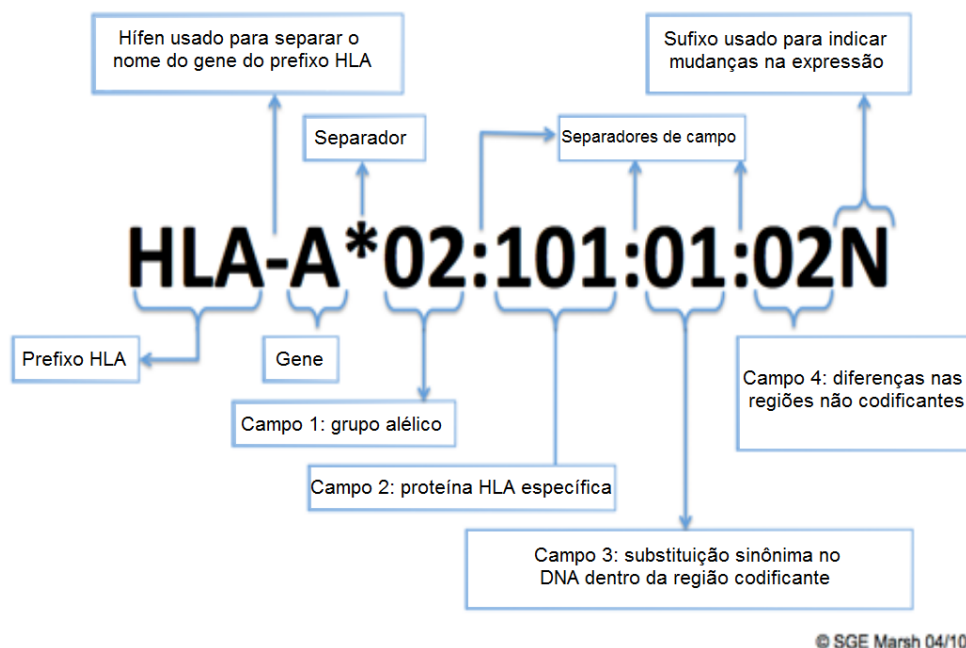 Hífen usado para separar o
nome do gene do prefixo HLA
Sufixo usado para indicar
mudanças na expressão
Separador
Separadores de campo
HLA-A*02:101:01:02N
Prefixo HLA
Gene
Campo 1: grupo alélico
Campo 2: proteína HLA específica
Campo 3: substituição sinônima no
DNA dentro da região codificante
Campo 4: diferenças nas
regiões não codificantes
© SGE Marsh 04/10